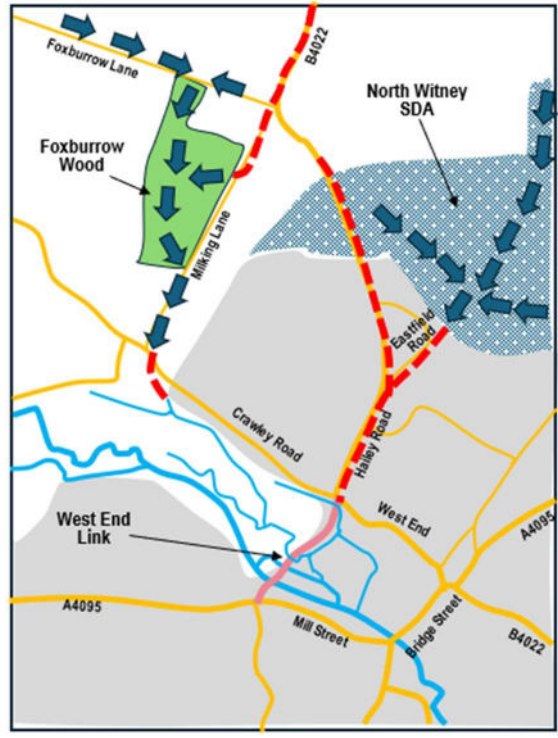 Foxburrow Lane
B4022
North Witney
SDA
Foxburrow
Wood
Milking Lane
Eastfield
Road
Crawley Road
Hailey Road
West End
A4095
West End
Link
A4095
Mill Street
Bridge Street
B4022